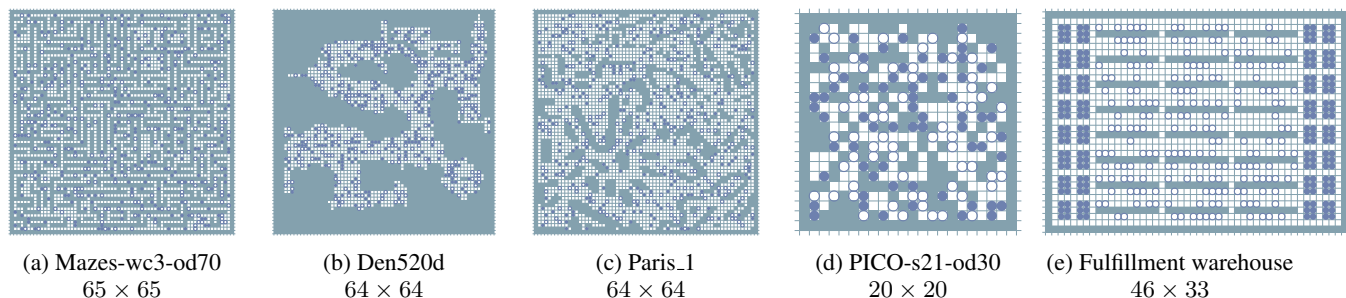 (a) Mazes-wc3-od70
65 × 65
(b) Den520d
64 × 64
(c) Paris_1
64 × 64
(d) PICO-s21-od30
20 × 20
(e) Fulfillment warehouse
46 × 33